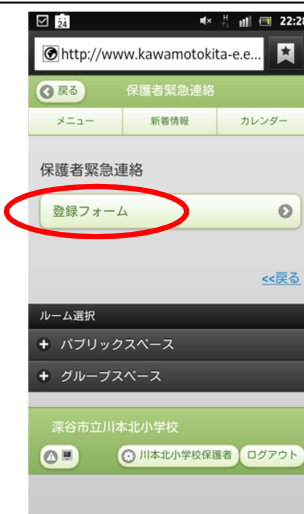 24
H
22:28
http://www.kawamotokita-e.e...
戻る
保護者緊急連絡
メニュー
新着情報
カレンダー
保護者緊急連絡
登録フォーム
<<戻る
ルーム選択
パブリックスペース
グループスペース
深谷市立川本北小学校
川本北小学校保護者
ログアウト